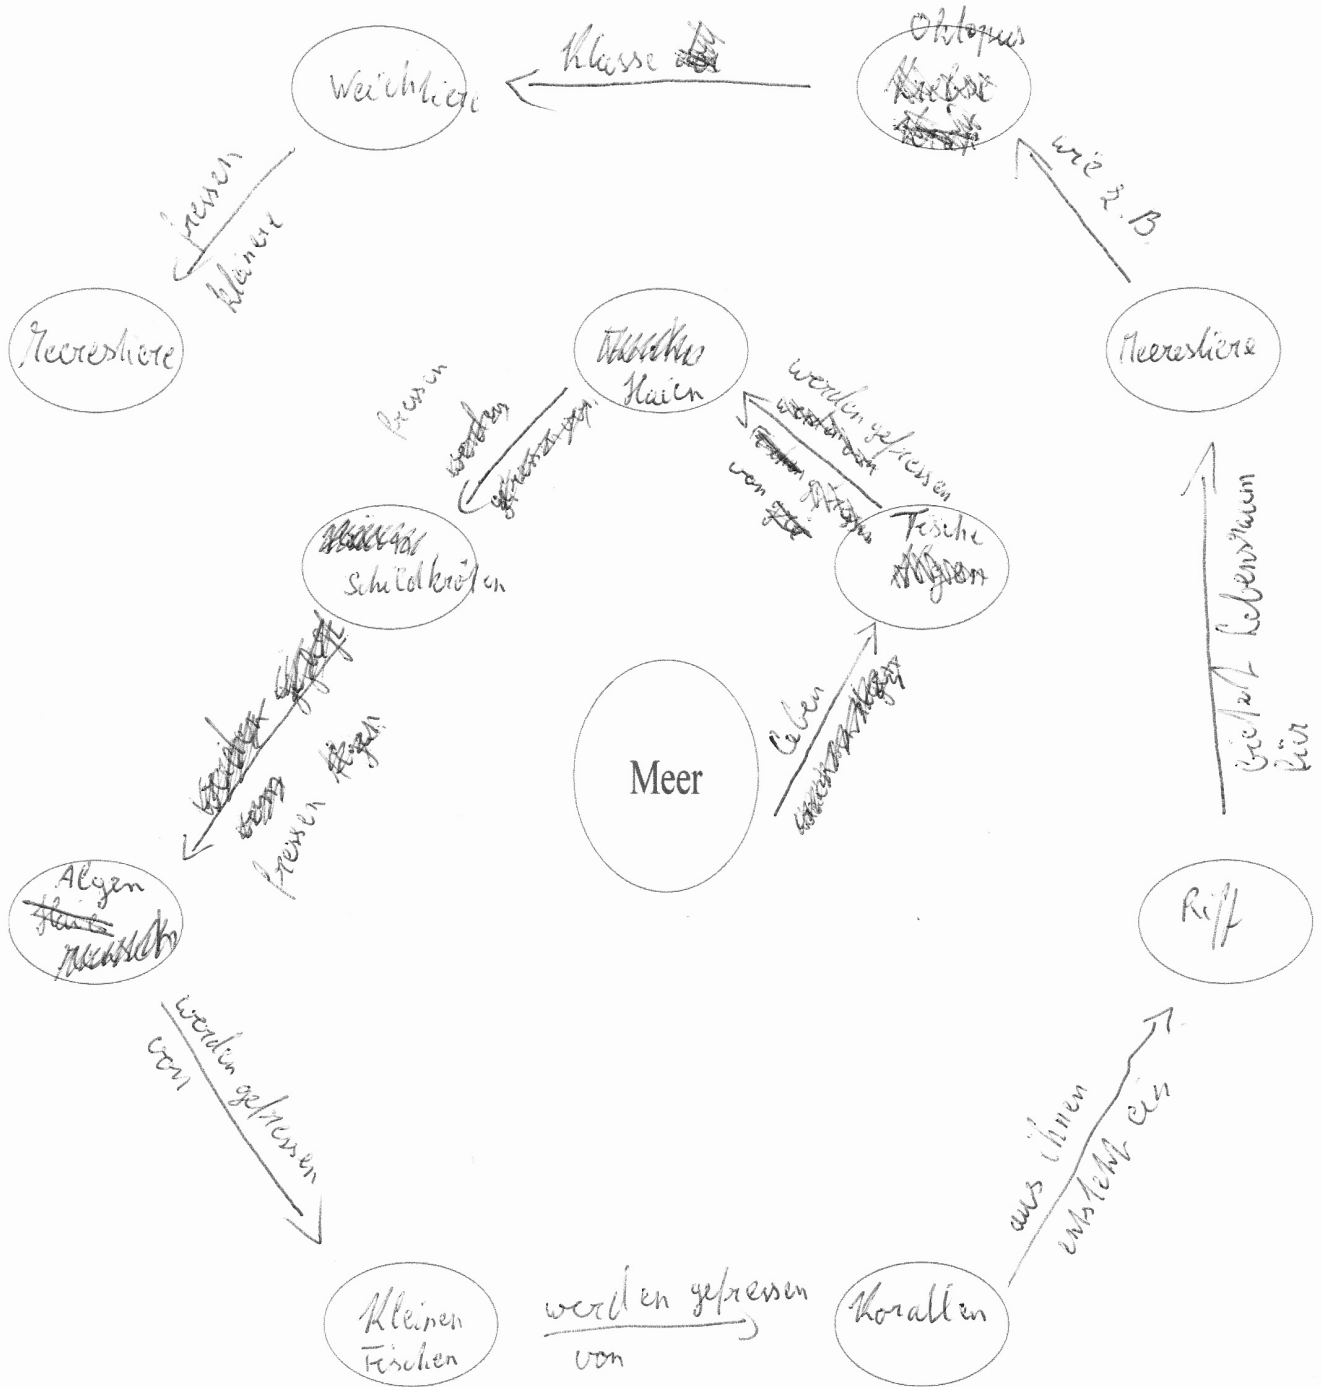 Oktopus
Klasse
Weichtiere
wie z.B.
fressen
kleinere
Meerestiere
Haien
Meerestiere
werden gefressen
von
fressen
Fische
Schildkröten
bietet Lebensraum
für
leben
Meer
fressen
Algen
Riff
werden gefressen
von
aus ihnen
entsteht ein
Kleinen
Fischen
werden gefressen
von
Korallen